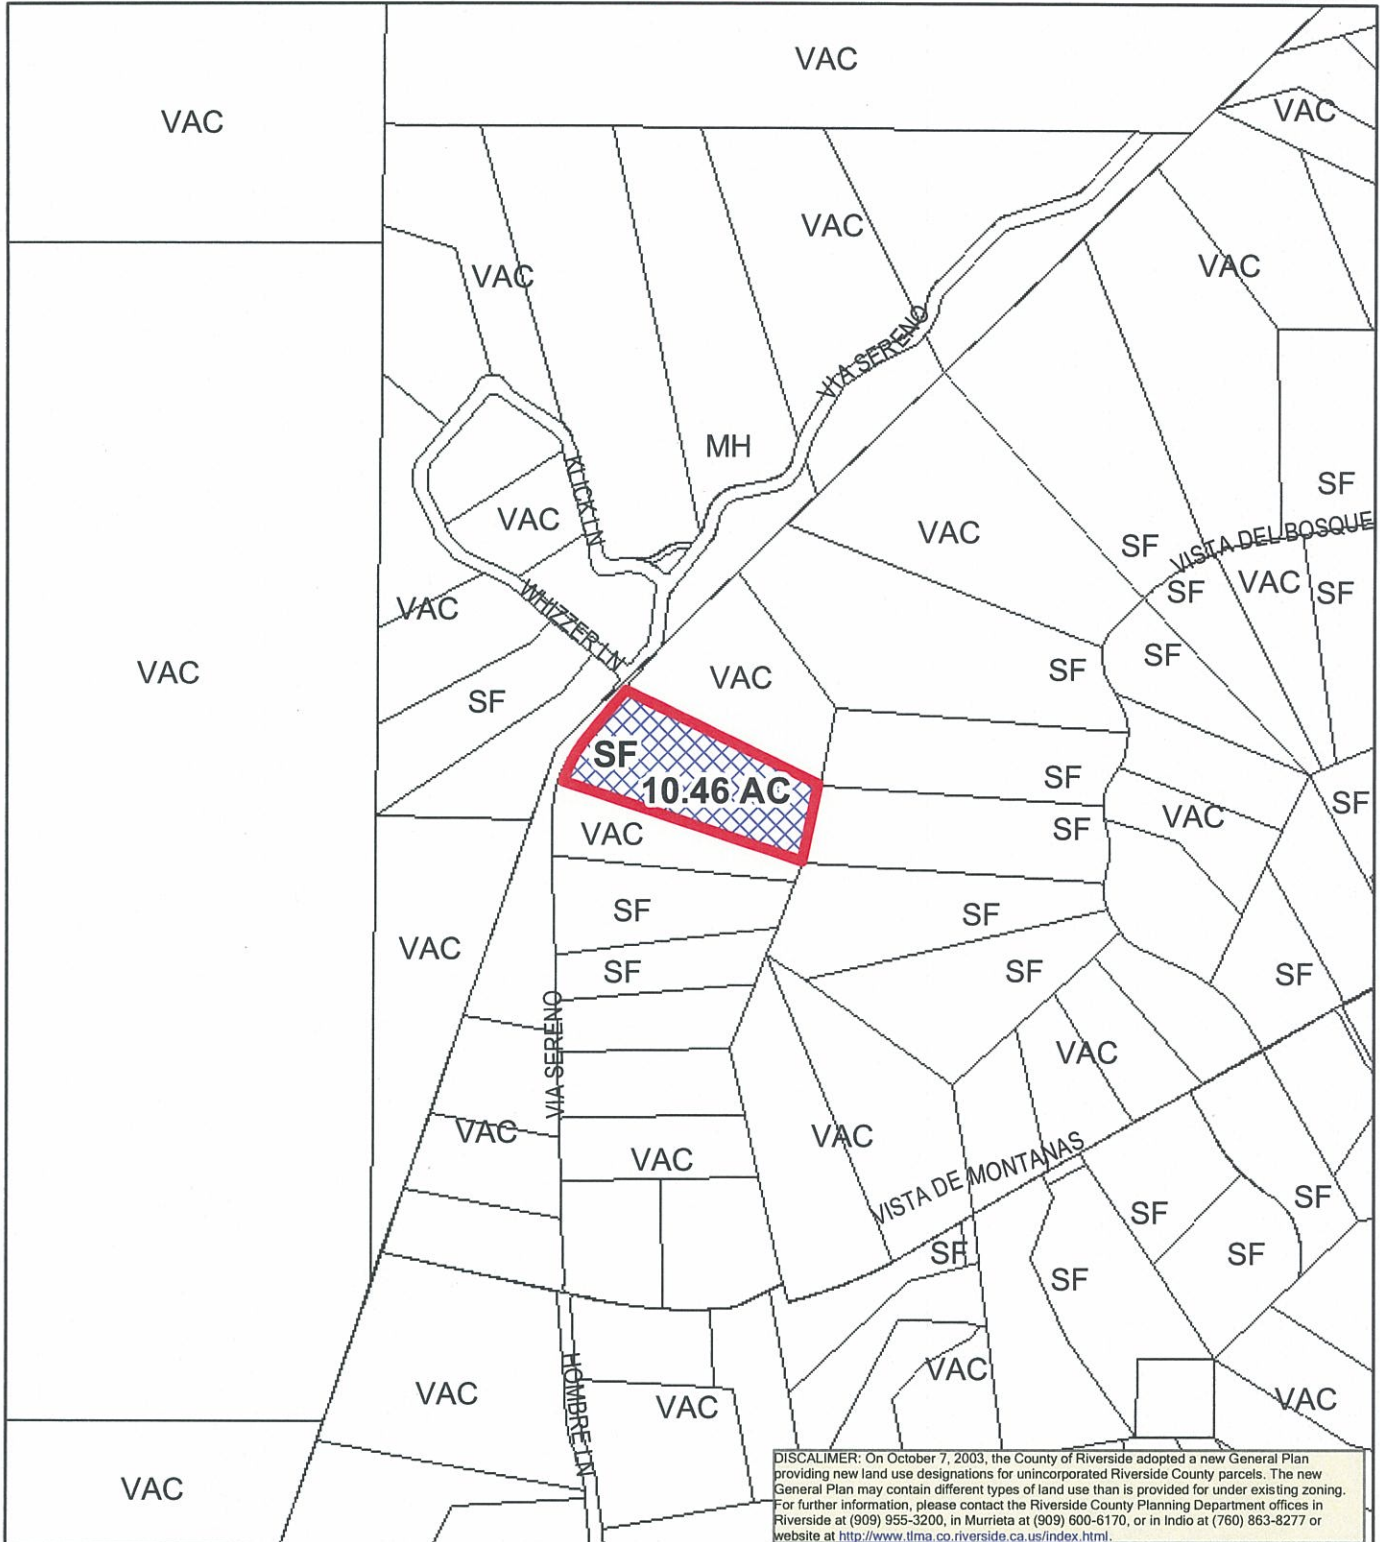 VAC
VAC
VAC
VAC
VAC
VAC
VIA SERENO
MH
KLICK LN
SF
VAC
VAC
SF
VISTA DEL BOSQUE
VAC
SF
SF
WHIZZER LN
VAC
SF
SF
VAC
VAC
SF
SF
10.46 AC
SF
SF
VAC
SF
VAC
SF
SF
VAC
SF
SF
SF
VIA SERENO
VAC
VAC
VAC
VAC
VISTA DE MONTANAS
SF
SF
SF
SF
SF
HOMBRE LN
VAC
VAC
VAC
VAC
VAC
DISCALIMER: On October 7, 2003, the County of Riverside adopted a new General Plan
providing new land use designations for unincorporated Riverside County parcels. The new
General Plan may contain different types of land use than is provided for under existing zoning.
For further information, please contact the Riverside County Planning Department offices in
Riverside at (909) 955-3200, in Murrieta at (909) 600-6170, or in Indio at (760) 863-8277 or
website at http://www.tlma.co.riverside.ca.us/index.html.